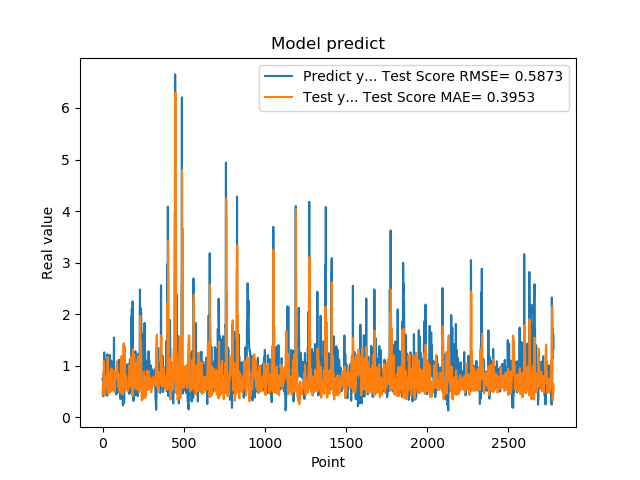 Model predict
Predict y... Test Score RMSE= 0.5873
Test y... Test Score MAE= 0.3953
Real value
6
5
4
3
2
1
0
0 500 1000 1500 2000 2500
Point